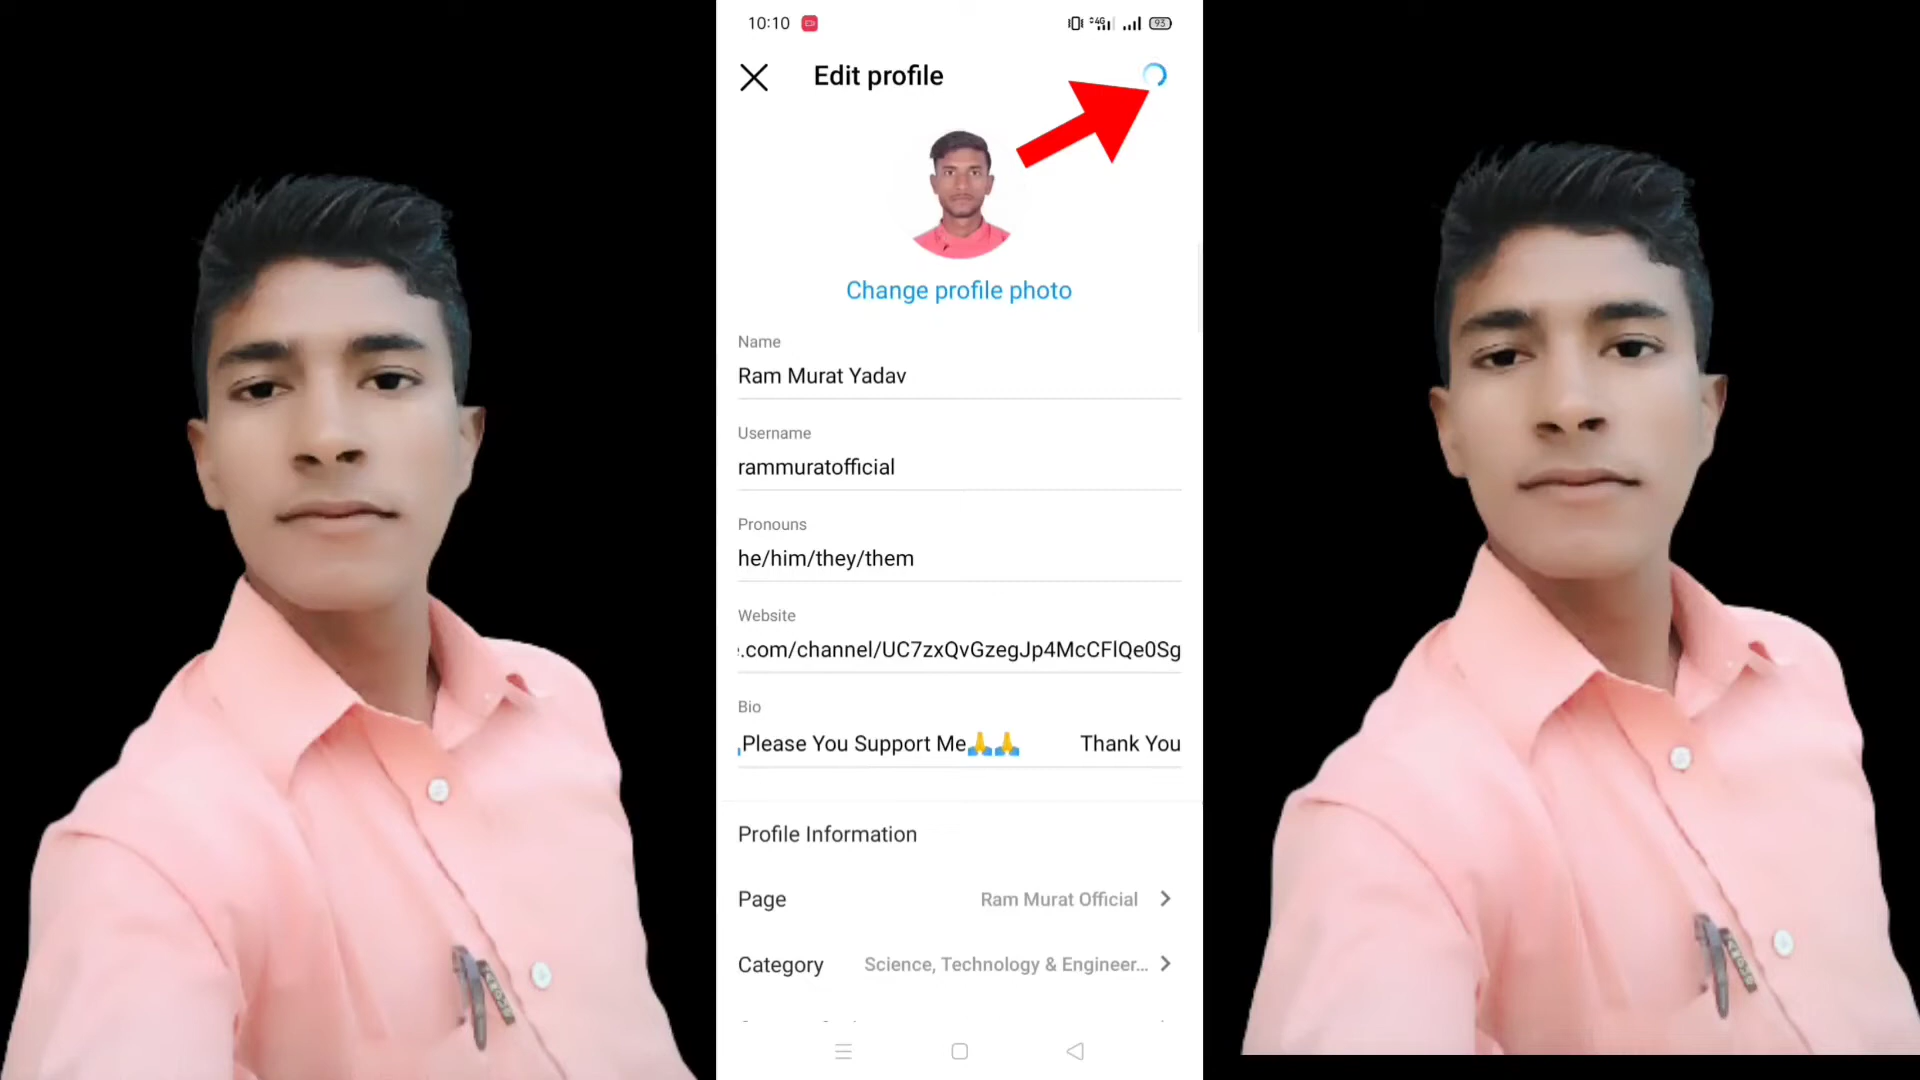 10:10
4G
93
Edit profile
Change profile photo
Name
Ram Murat Yadav
Username
rammuratofficial
Pronouns
he/him/they/them
Website
.com/channel/UC7zxQvGzegJp4McCFlQe0Sg
Bio
Please You Support Me🙏🙏 Thank You
Profile Information
Page Ram Murat Official
Category Science, Technology & Engineer...